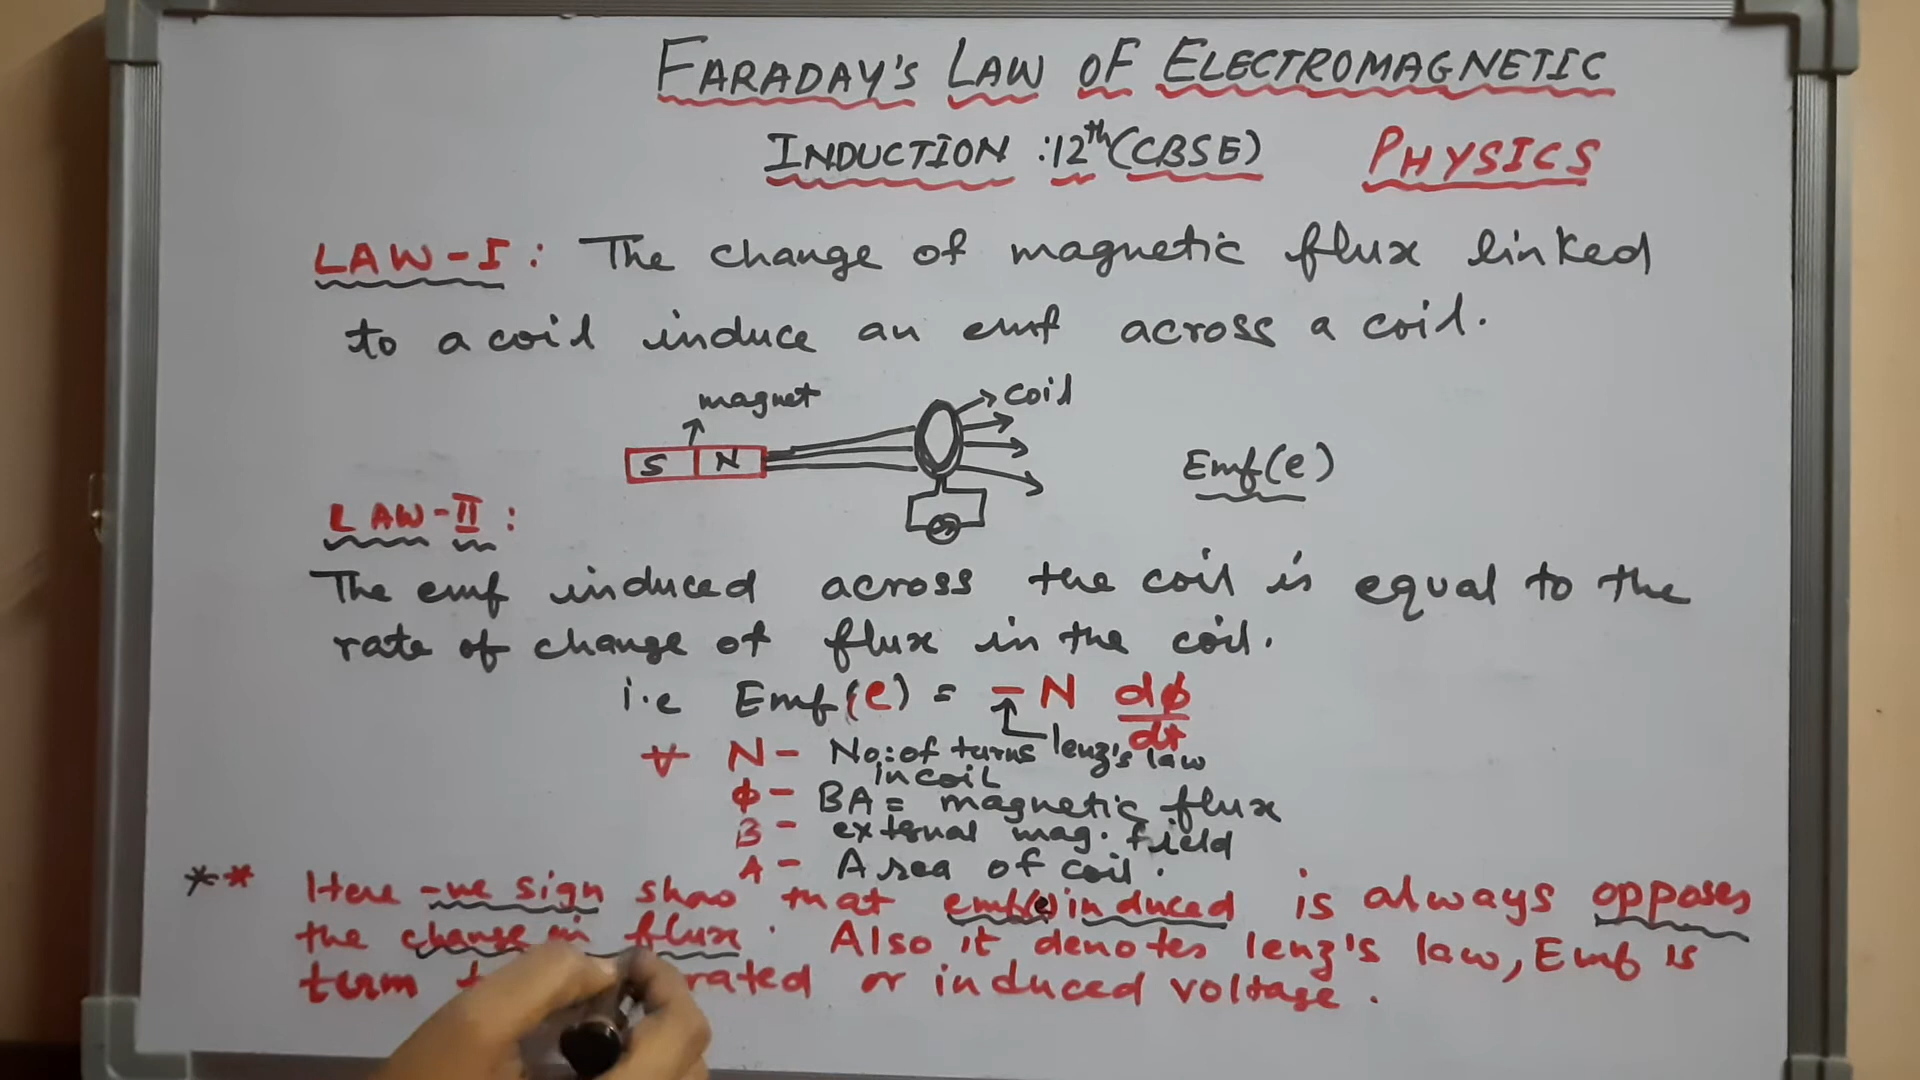 FARADAY'S LAW OF ELECTROMAGNETIC
INDUCTION : 12th (CBSE) PHYSICS
LAW-I : The change of magnetic flux linked
to a coil induce an emf across a coil.
magnet
coil
S N
Emf(e)
LAW-II :
The emf induced across the coil is equal to the
rate of change of flux in the coil.
i.e Emf(e) = -N dϕ/dt
lenz's law
∀ N - No: of turns
in coil
ϕ - BA = magnetic flux
B - external mag. field
A - Area of coil.
** Here -ve sign show that emf(e) induced is always opposes
the change in flux. Also it denotes lenz's law, Emf is
term rated or induced voltage.